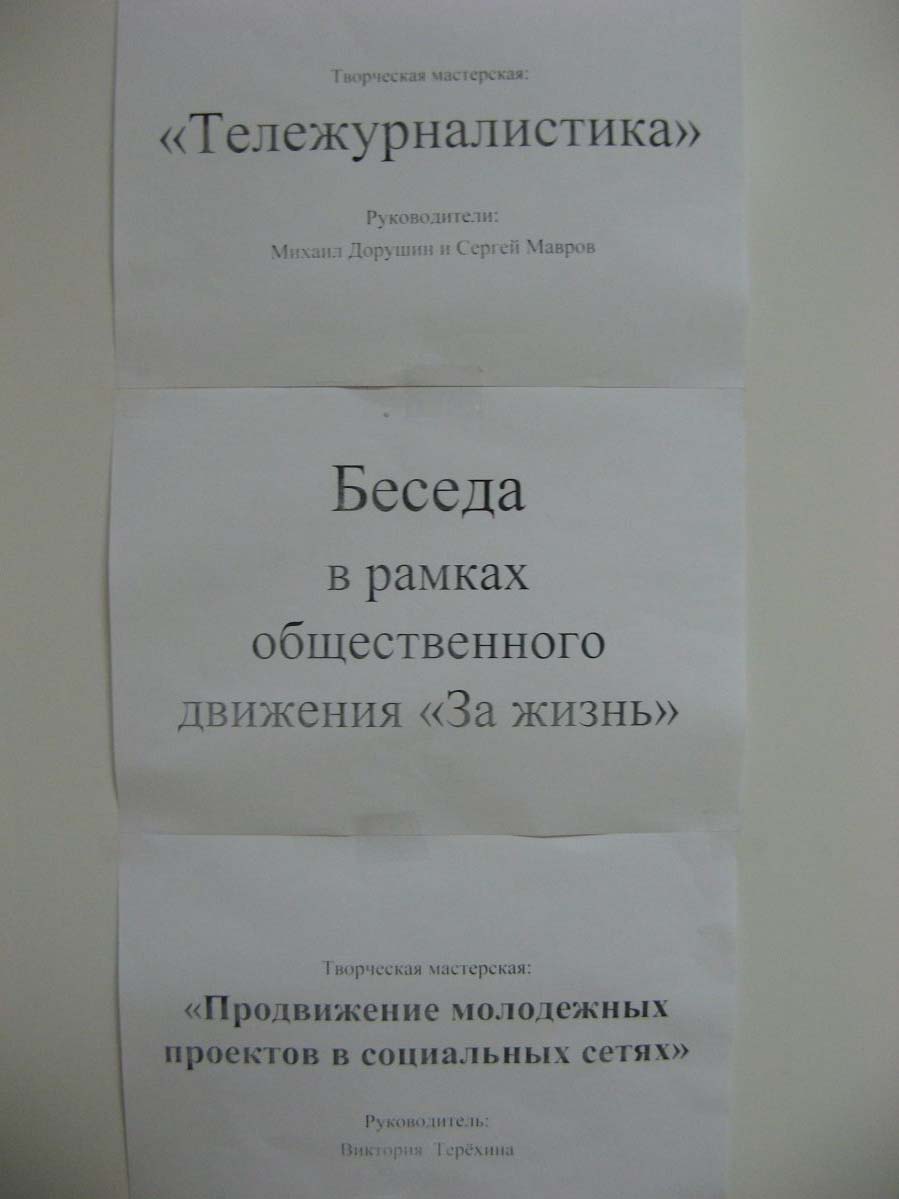 Творческая мастерская:
«Тележурналистика»
Руководители:
Михаил Дорушин и Сергей Мавров
Беседа
в рамках
общественного
движения «За жизнь»
Творческая мастерская:
«Продвижение молодежных
проектов в социальных сетях»
Руководитель:
Виктория Терёхина